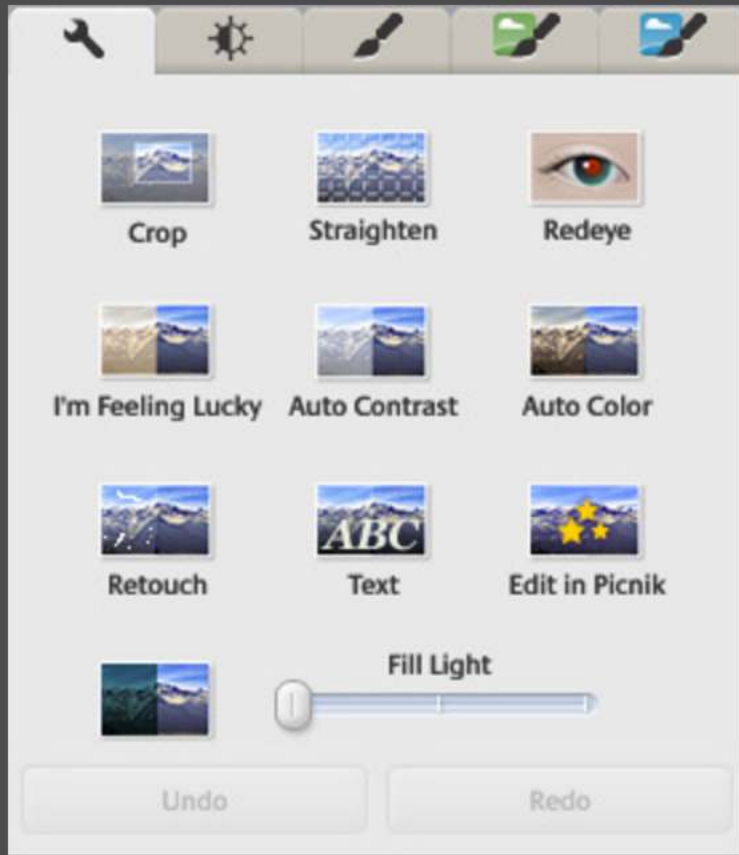 Crop
Straighten
Redeye
I'm Feeling Lucky
Auto Contrast
Auto Color
Retouch
ABC
Text
Edit in Picnik
Fill Light
Undo
Redo